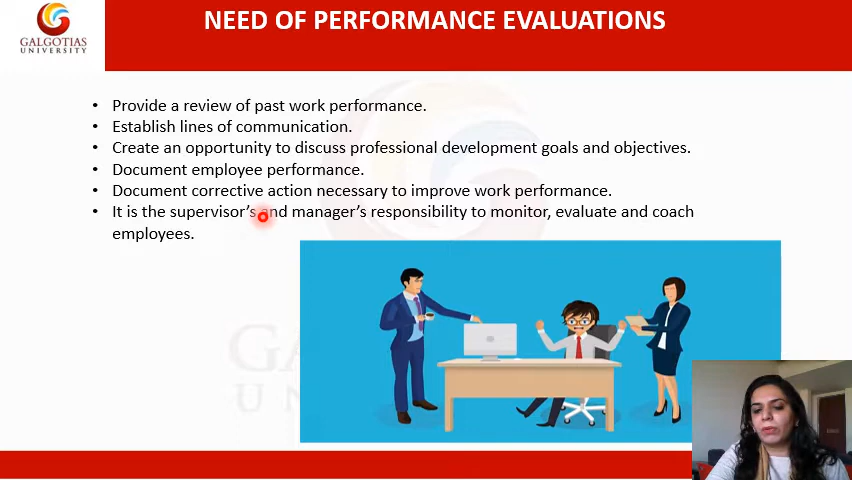 NEED OF PERFORMANCE EVALUATIONS
GALGOTIAS
UNIVERSITY
• Provide a review of past work performance.
• Establish lines of communication.
• Create an opportunity to discuss professional development goals and objectives.
• Document employee performance.
• Document corrective action necessary to improve work performance.
• It is the supervisor’s and manager’s responsibility to monitor, evaluate and coach
employees.